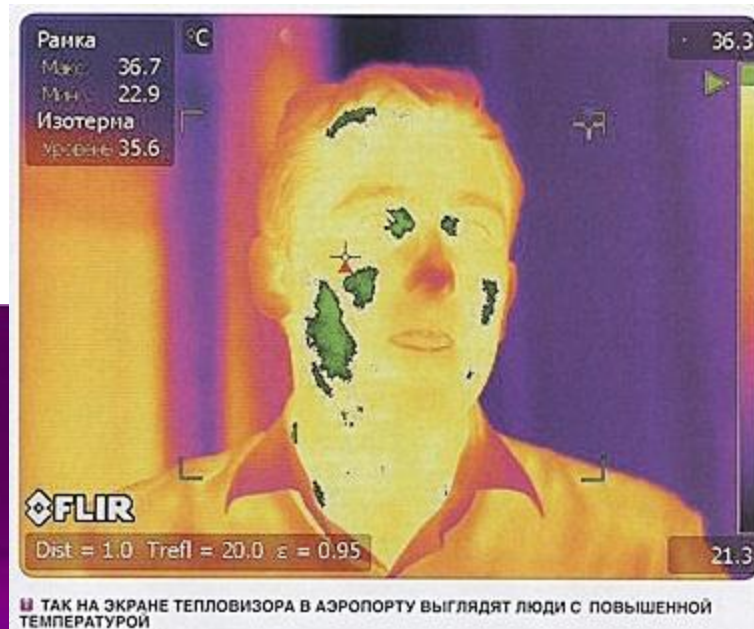 Рамка
°C
Макс. 36.7
Мин. 22.9
Изотерма
Уровень 35.6
36.3
FLIR
Dist = 1.0 Trefl = 20.0 ε = 0.95
21.3
ТАК НА ЭКРАНЕ ТЕПЛОВИЗОРА В АЭРОПОРТУ ВЫГЛЯДЯТ ЛЮДИ С ПОВЫШЕННОЙ
ТЕМПЕРАТУРОЙ